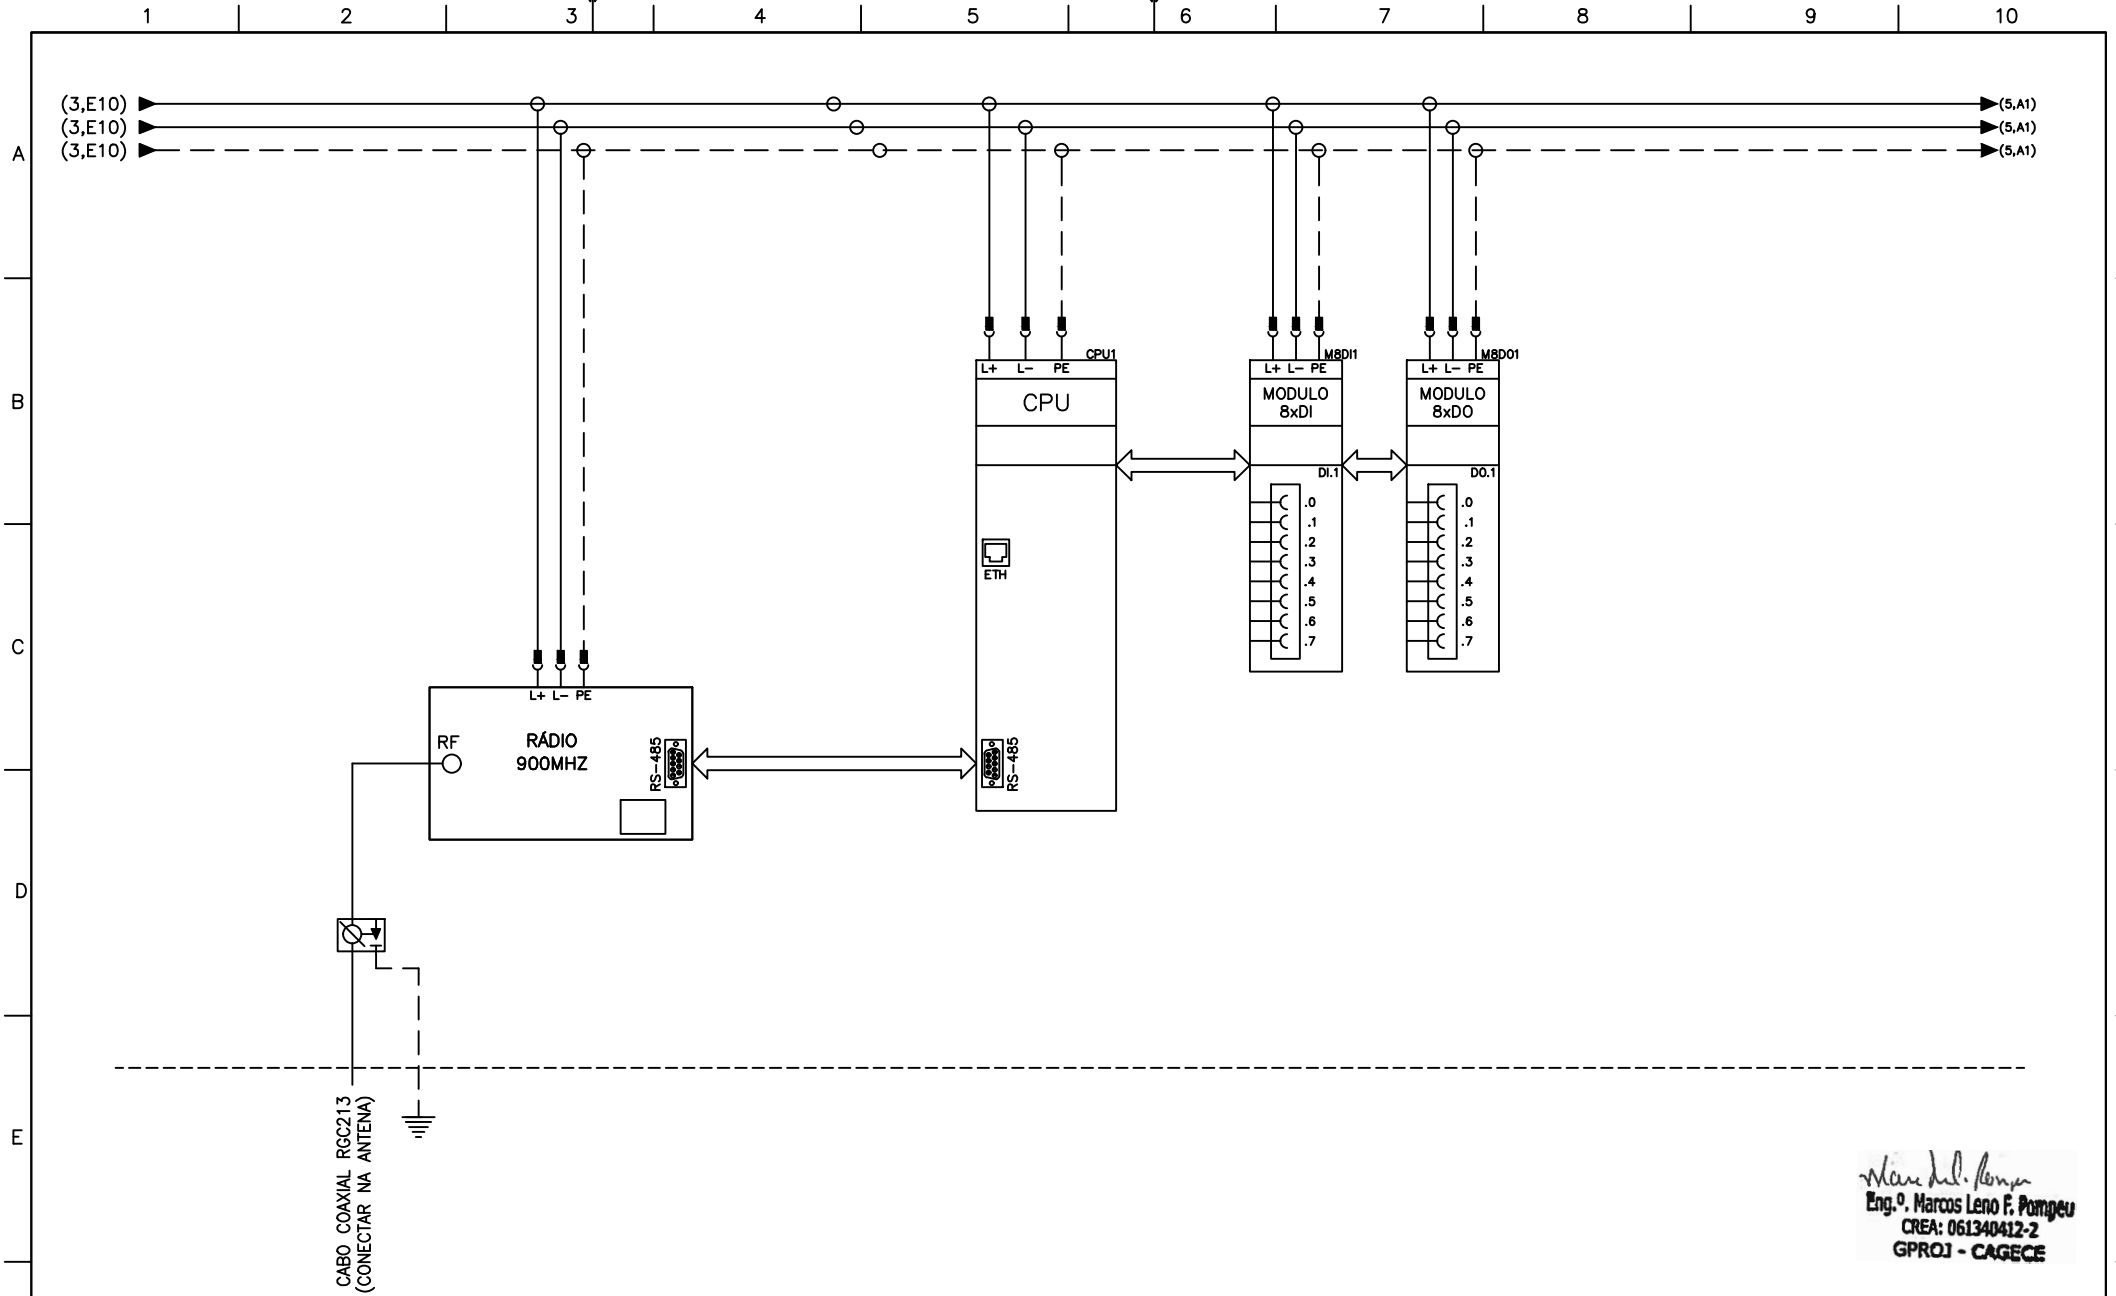 1 2 3 4 5 6 7 8 9 10
(3,E10) (5,A1)
(3,E10) (5,A1)
A (3,E10) (5,A1)
CPU1 M8DI1 M8DO1
L+ L- PE L+ L- PE L+ L- PE
B CPU MODULO MODULO
8xDI 8xDO
DI.1 DO.1
.0 .0
.1 .1
.2 .2
.3 .3
ETH .4 .4
.5 .5
.6 .6
C .7 .7
L+ L- PE
RF RÁDIO
900MHZ
RS-485 RS-485
D
E
CABO COAXIAL RGC213
(CONECTAR NA ANTENA)
Eng.º. Marcos Leno F. Pompeu
CREA: 061340412-2
GPROJ - CAGECE